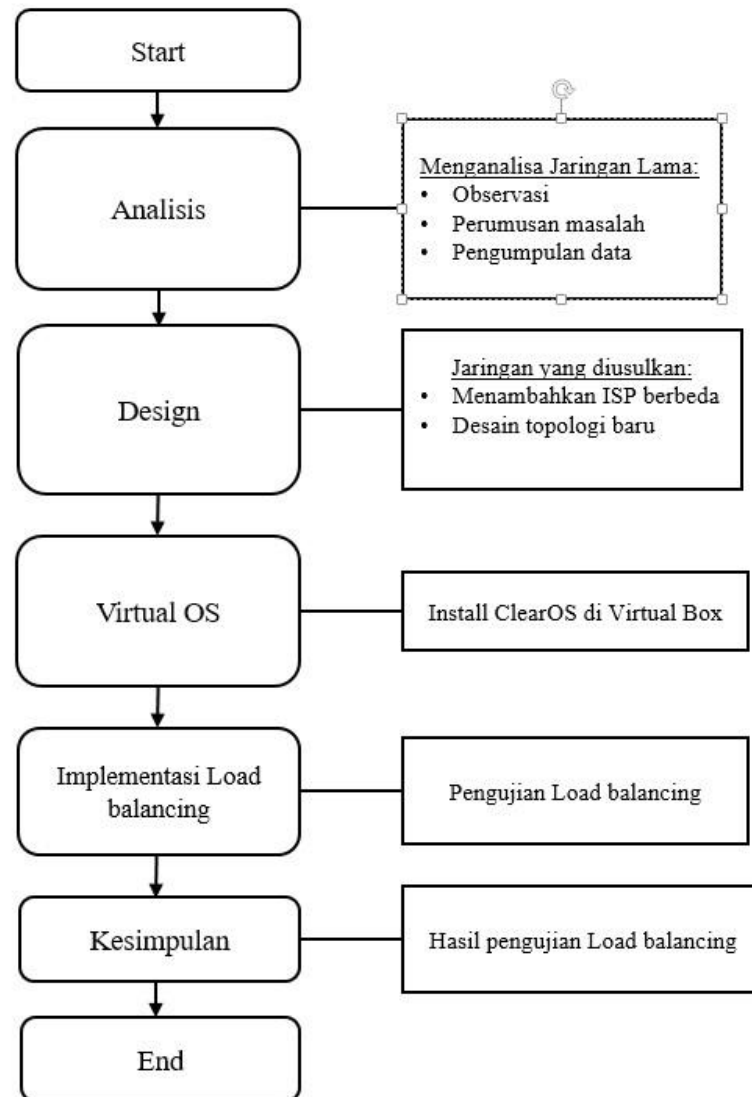 Start
Analisis
Menganalisa Jaringan Lama:
• Observasi
• Perumusan masalah
• Pengumpulan data
Design
Jaringan yang diusulkan:
• Menambahkan ISP berbeda
• Desain topologi baru
Virtual OS
Install ClearOS di Virtual Box
Implementasi Load
balancing
Pengujian Load balancing
Kesimpulan
Hasil pengujian Load balancing
End